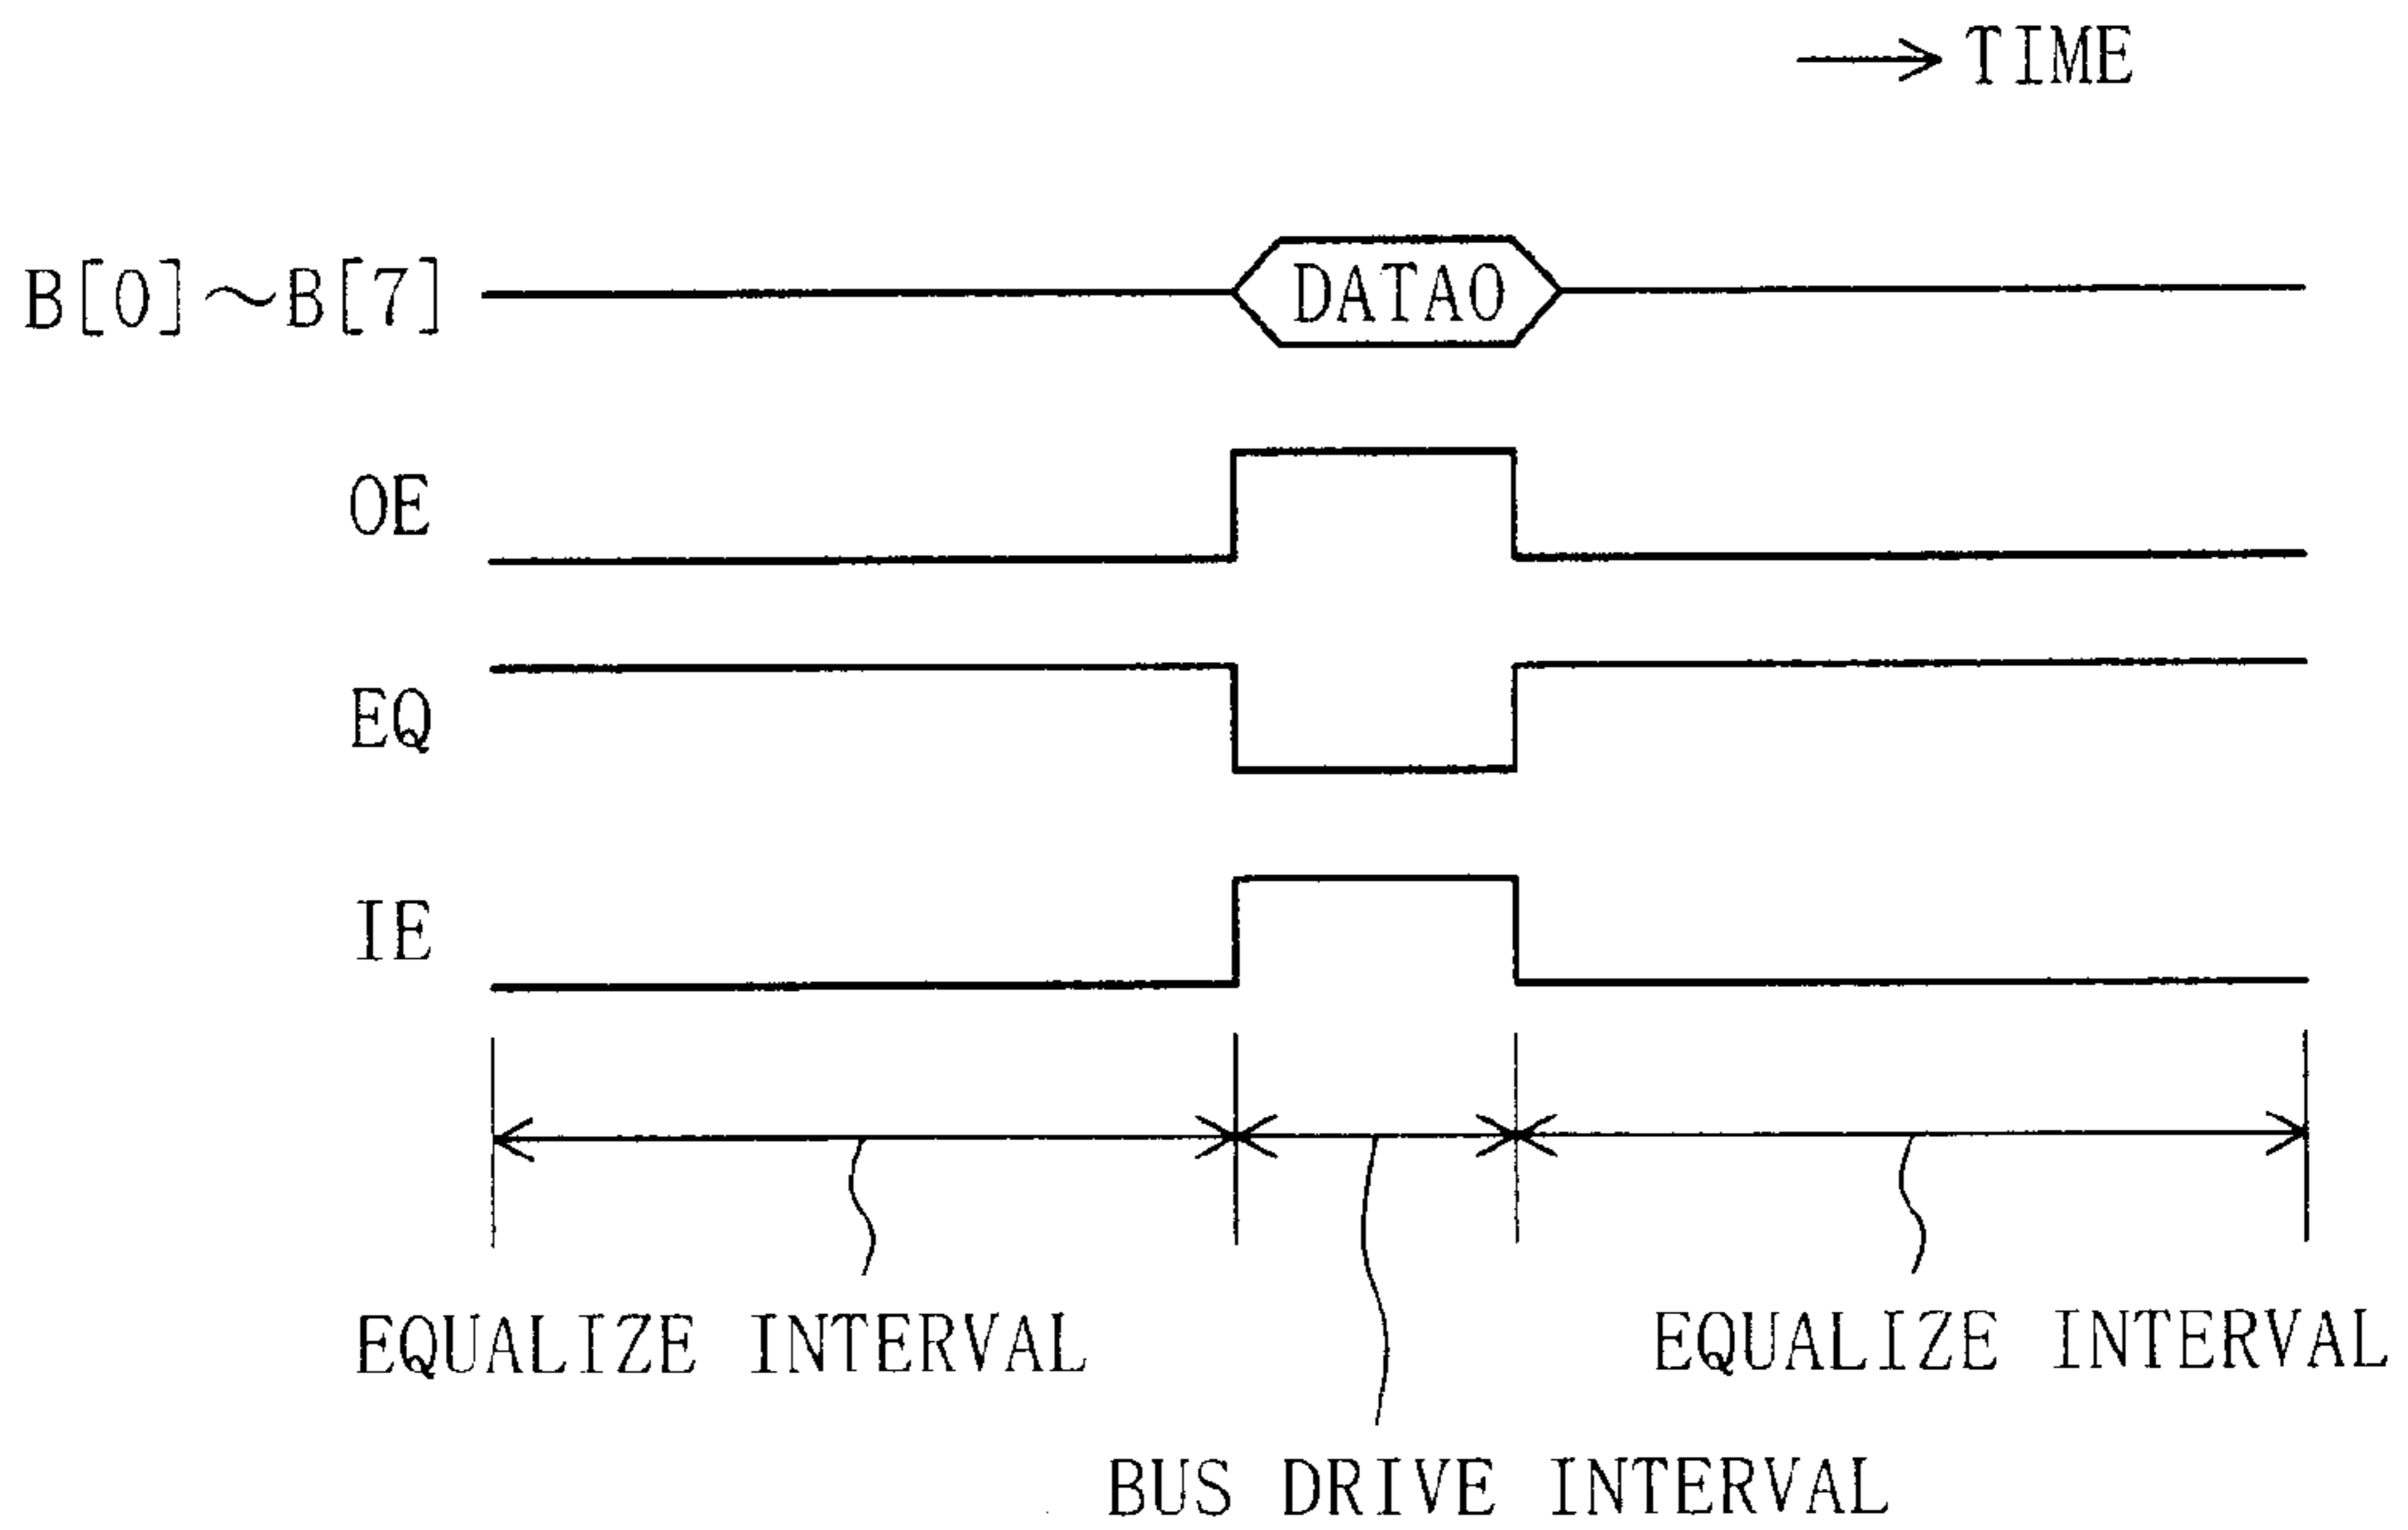 TIME
B[0]~B[7]
DATA0
OE
EQ
IE
EQUALIZE INTERVAL
EQUALIZE INTERVAL
BUS DRIVE INTERVAL